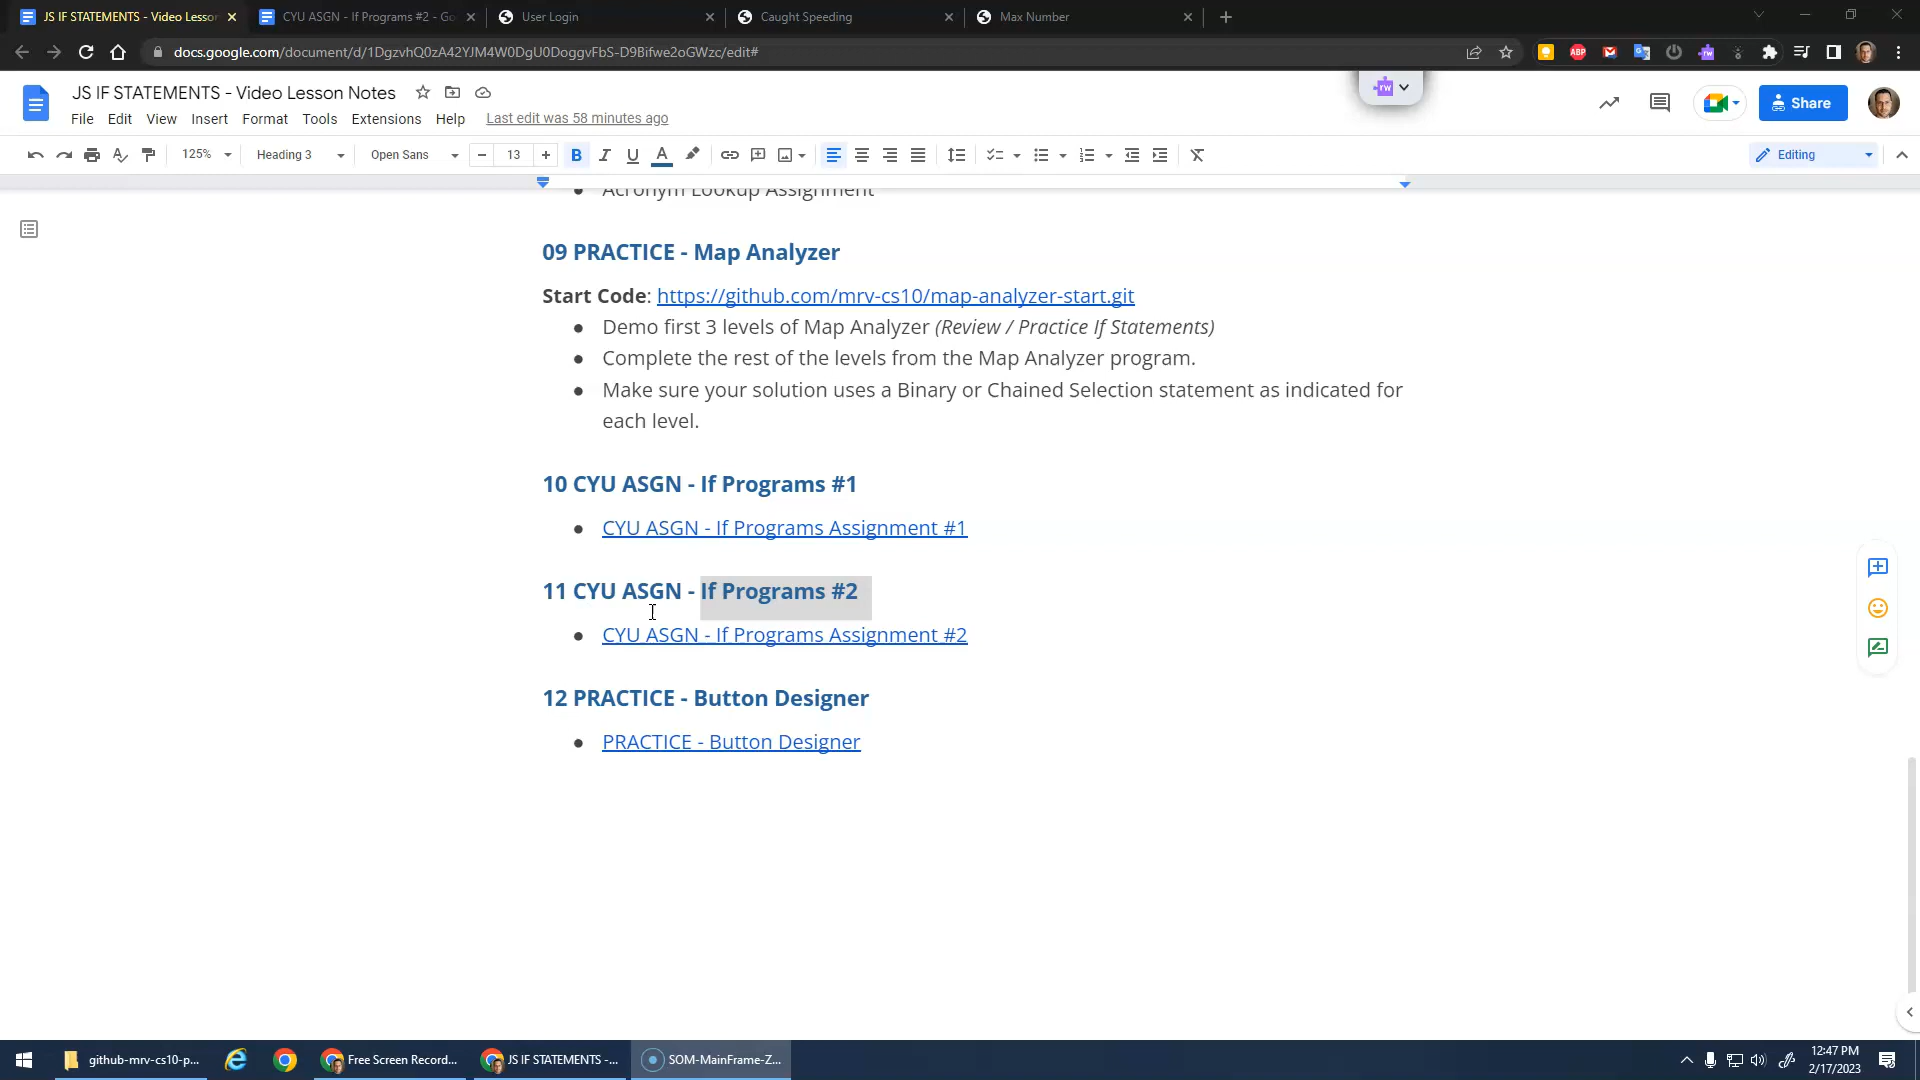 JS IF STATEMENTS - Video Lesson
CYU ASGN - If Programs #2 - Go
User Login
Caught Speeding
Max Number
docs.google.com/document/d/1DgzvhQ0zA42YJM4W0DgU0DoggvFbS-D9Bifwe2oGWzc/edit#
ABP
rw
rw
JS IF STATEMENTS - Video Lesson Notes
Share
File Edit View Insert Format Tools Extensions Help Last edit was 58 minutes ago
125% Heading 3 Open Sans − 13 + B I U A Editing
Acronym Lookup Assignment
09 PRACTICE - Map Analyzer
Start Code: https://github.com/mrv-cs10/map-analyzer-start.git
● Demo first 3 levels of Map Analyzer (Review / Practice If Statements)
● Complete the rest of the levels from the Map Analyzer program.
● Make sure your solution uses a Binary or Chained Selection statement as indicated for
each level.
10 CYU ASGN - If Programs #1
● CYU ASGN - If Programs Assignment #1
11 CYU ASGN - If Programs #2
● CYU ASGN - If Programs Assignment #2
12 PRACTICE - Button Designer
● PRACTICE - Button Designer
github-mrv-cs10-p...
Free Screen Record...
JS IF STATEMENTS -...
SOM-MainFrame-Z...
12:47 PM
2/17/2023